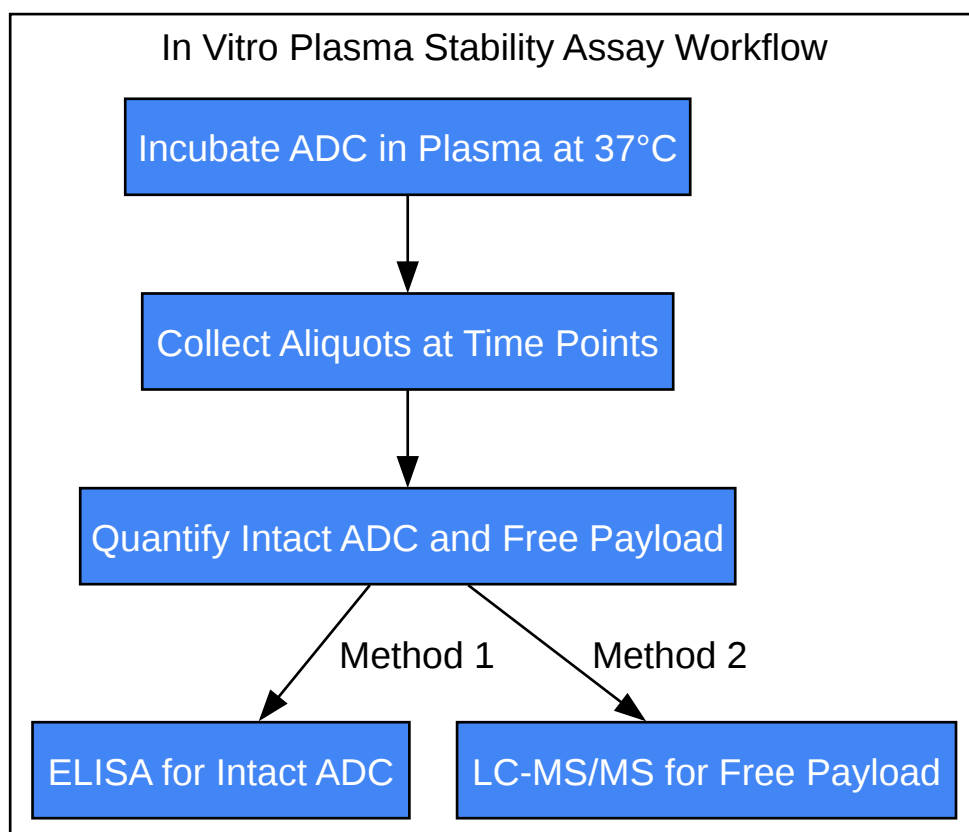 In Vitro Plasma Stability Assay Workflow
Incubate ADC in Plasma at 37°C
Collect Aliquots at Time Points
Quantify Intact ADC and Free Payload
Method 1
Method 2
ELISA for Intact ADC
LC-MS/MS for Free Payload